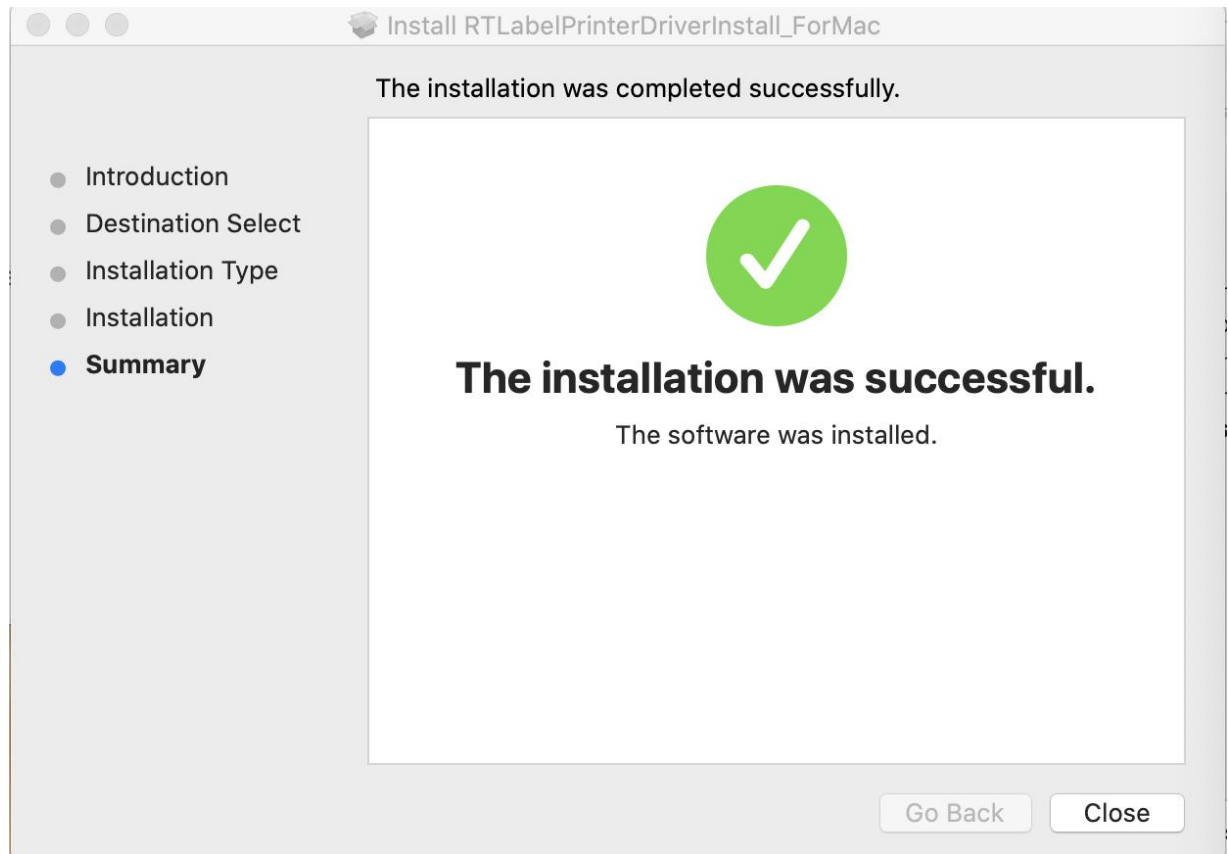 Install RTLabelPrinterDriverInstall_ForMac
The installation was completed successfully.
Introduction
Destination Select
Installation Type
Installation
Summary
The installation was successful.
The software was installed.
Go Back
Close